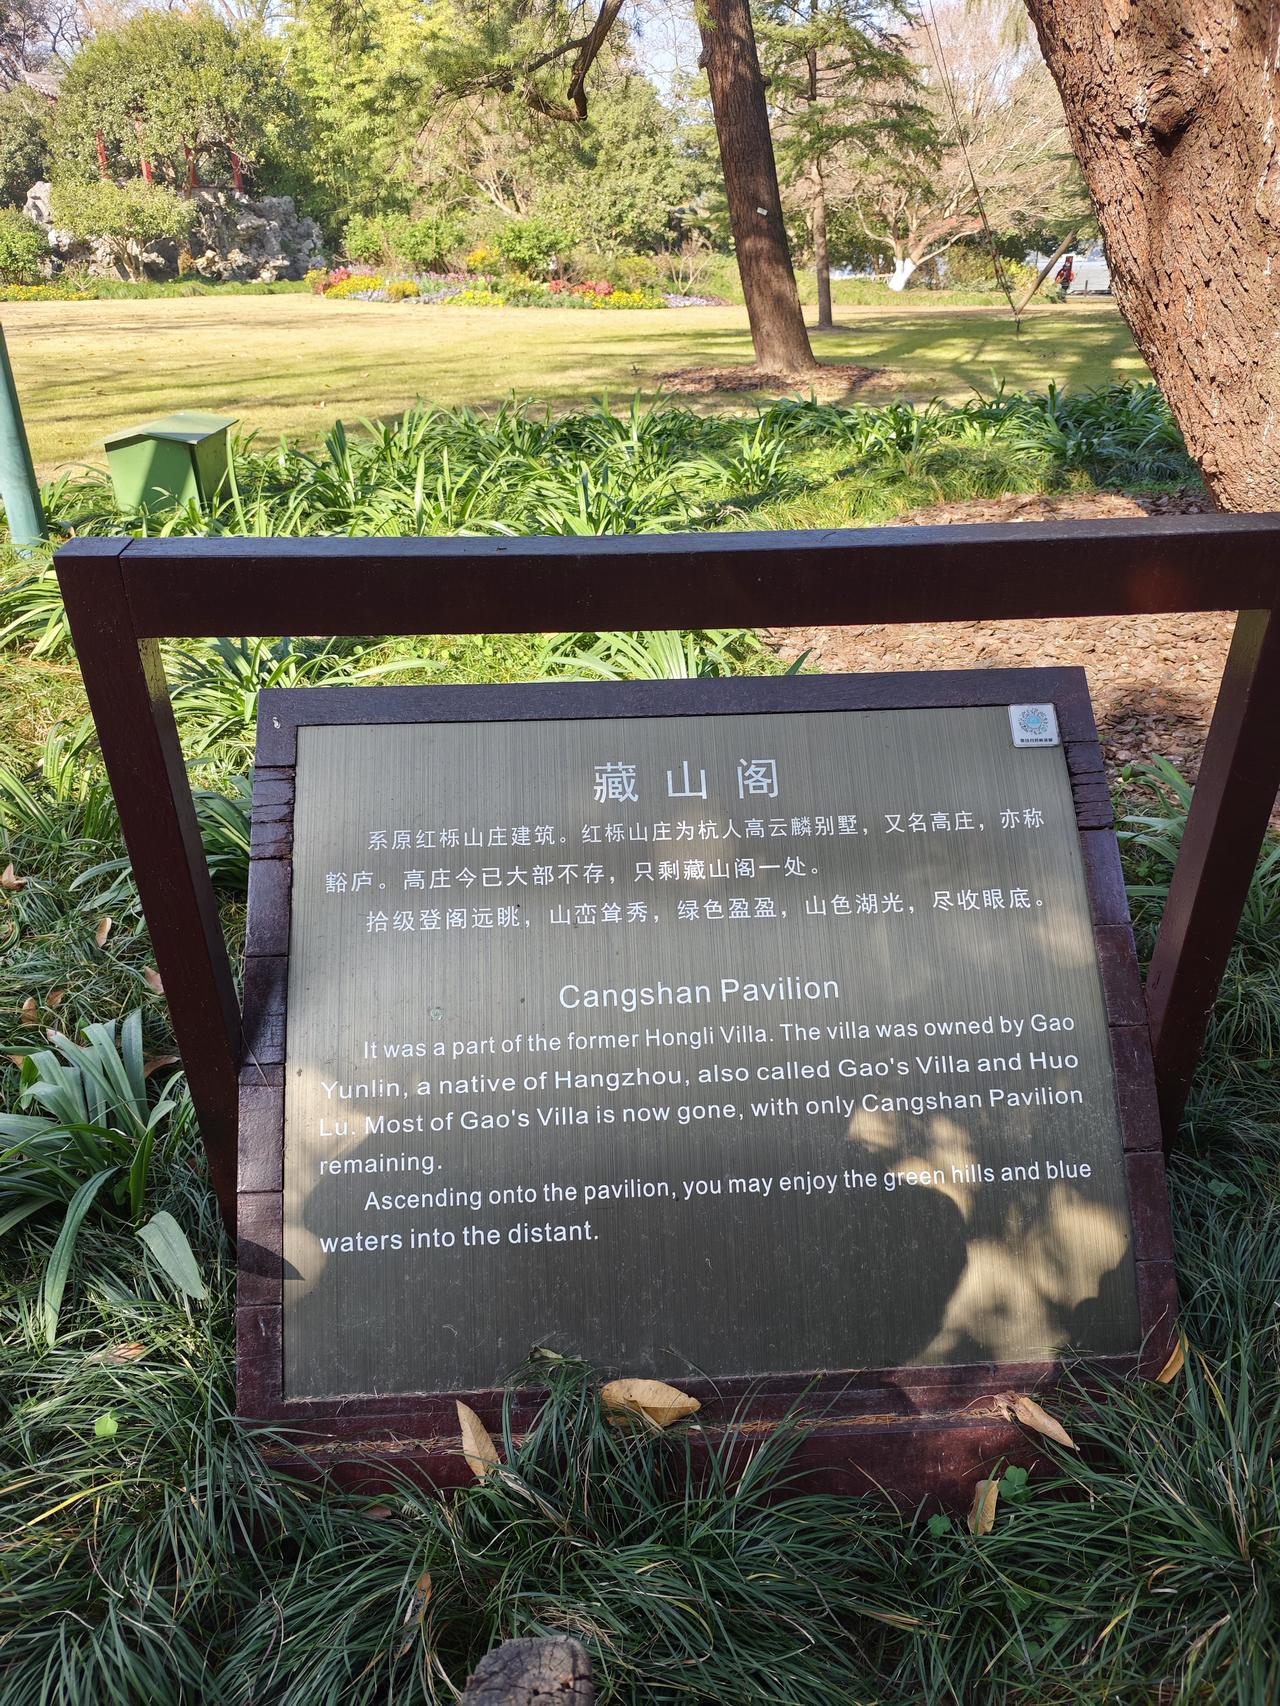 藏山阁
系原红栎山庄建筑。红栎山庄为杭人高云麟别墅，又名高庄，亦称
豁庐。高庄今已大部不存，只剩藏山阁一处。
拾级登阁远眺，山峦耸秀，绿色盈盈，山色湖光，尽收眼底。
Cangshan Pavilion
It was a part of the former Hongli Villa. The villa was owned by Gao
Yunlin, a native of Hangzhou, also called Gao's Villa and Huo
Lu. Most of Gao's Villa is now gone, with only Cangshan Pavilion
remaining.
Ascending onto the pavilion, you may enjoy the green hills and blue
waters into the distant.